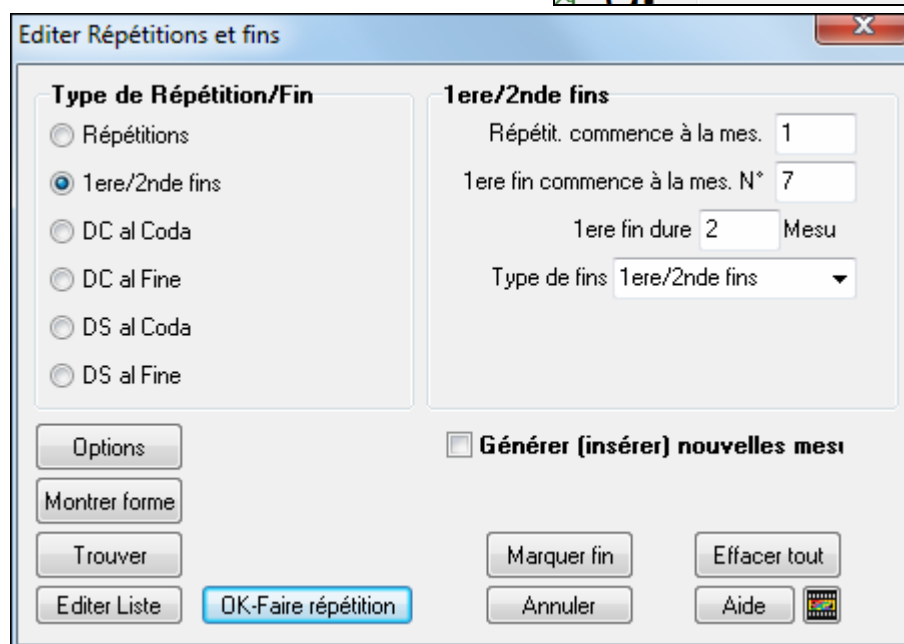 Editer Répétitions et fins
Type de Répétition/Fin
Répétitions
1ere/2nde fins
DC al Coda
DC al Fine
DS al Coda
DS al Fine
1ere/2nde fins
Répétit. commence à la mes. 1
1ere fin commence à la mes. N° 7
1ere fin dure 2 Mesu
Type de fins 1ere/2nde fins
Options
Générer (insérer) nouvelles mesu
Montrer forme
Trouver
Marquer fin
Effacer tout
Editer Liste
OK-Faire répétition
Annuler
Aide